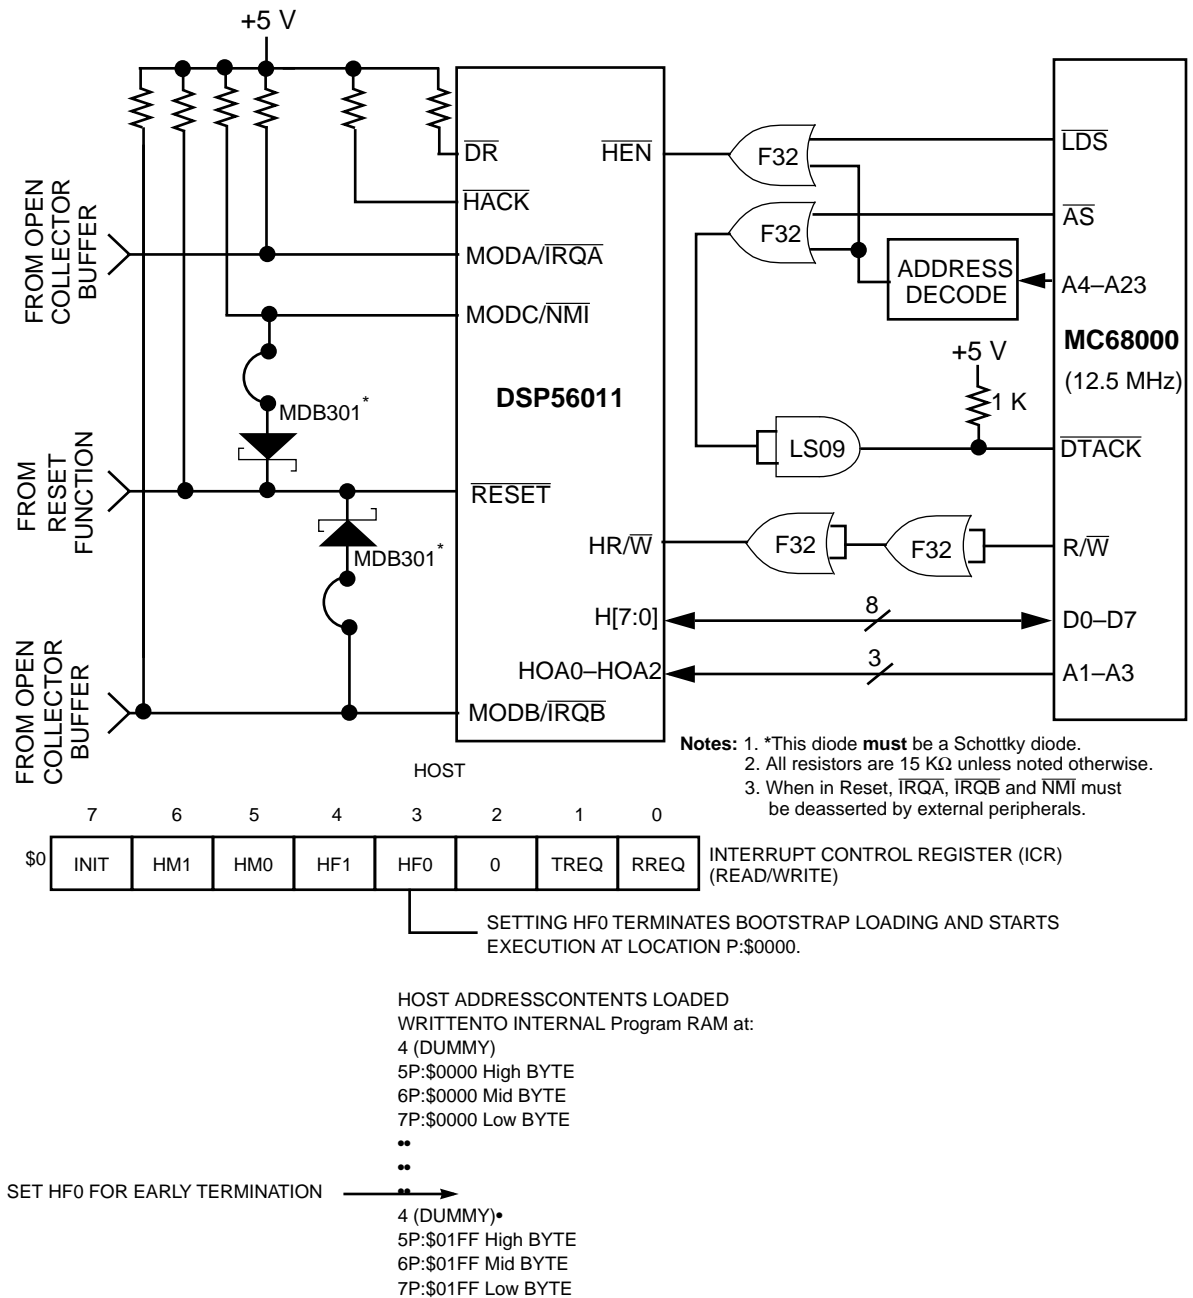 +5 V
DR
HACK
MODA/IRQA
MODC/NMI
DSP56011
RESET
MODB/IRQB
HEN
HR/W
H[7:0]
HOA0–HOA2
FROM OPEN
COLLECTOR
BUFFER
FROM
RESET
FUNCTION
FROM OPEN
COLLECTOR
BUFFER
MDB301*
MDB301*
F32
F32
LS09
F32
F32
ADDRESS
DECODE
+5 V
1 K
8
3
LDS
AS
A4–A23
MC68000
(12.5 MHz)
DTACK
R/W
D0–D7
A1–A3
Notes: 1. *This diode must be a Schottky diode.
2. All resistors are 15 KΩ unless noted otherwise.
3. When in Reset, IRQA, IRQB and NMI must
be deasserted by external peripherals.
HOST
7 6 5 4 3 2 1 0
$0 INIT HM1 HM0 HF1 HF0 0 TREQ RREQ
INTERRUPT CONTROL REGISTER (ICR)
(READ/WRITE)
SETTING HF0 TERMINATES BOOTSTRAP LOADING AND STARTS
EXECUTION AT LOCATION P:$0000.
HOST ADDRESSCONTENTS LOADED
WRITTENTO INTERNAL Program RAM at:
4 (DUMMY)
5P:$0000 High BYTE
6P:$0000 Mid BYTE
7P:$0000 Low BYTE
••
••
••
SET HF0 FOR EARLY TERMINATION
4 (DUMMY)•
5P:$01FF High BYTE
6P:$01FF Mid BYTE
7P:$01FF Low BYTE